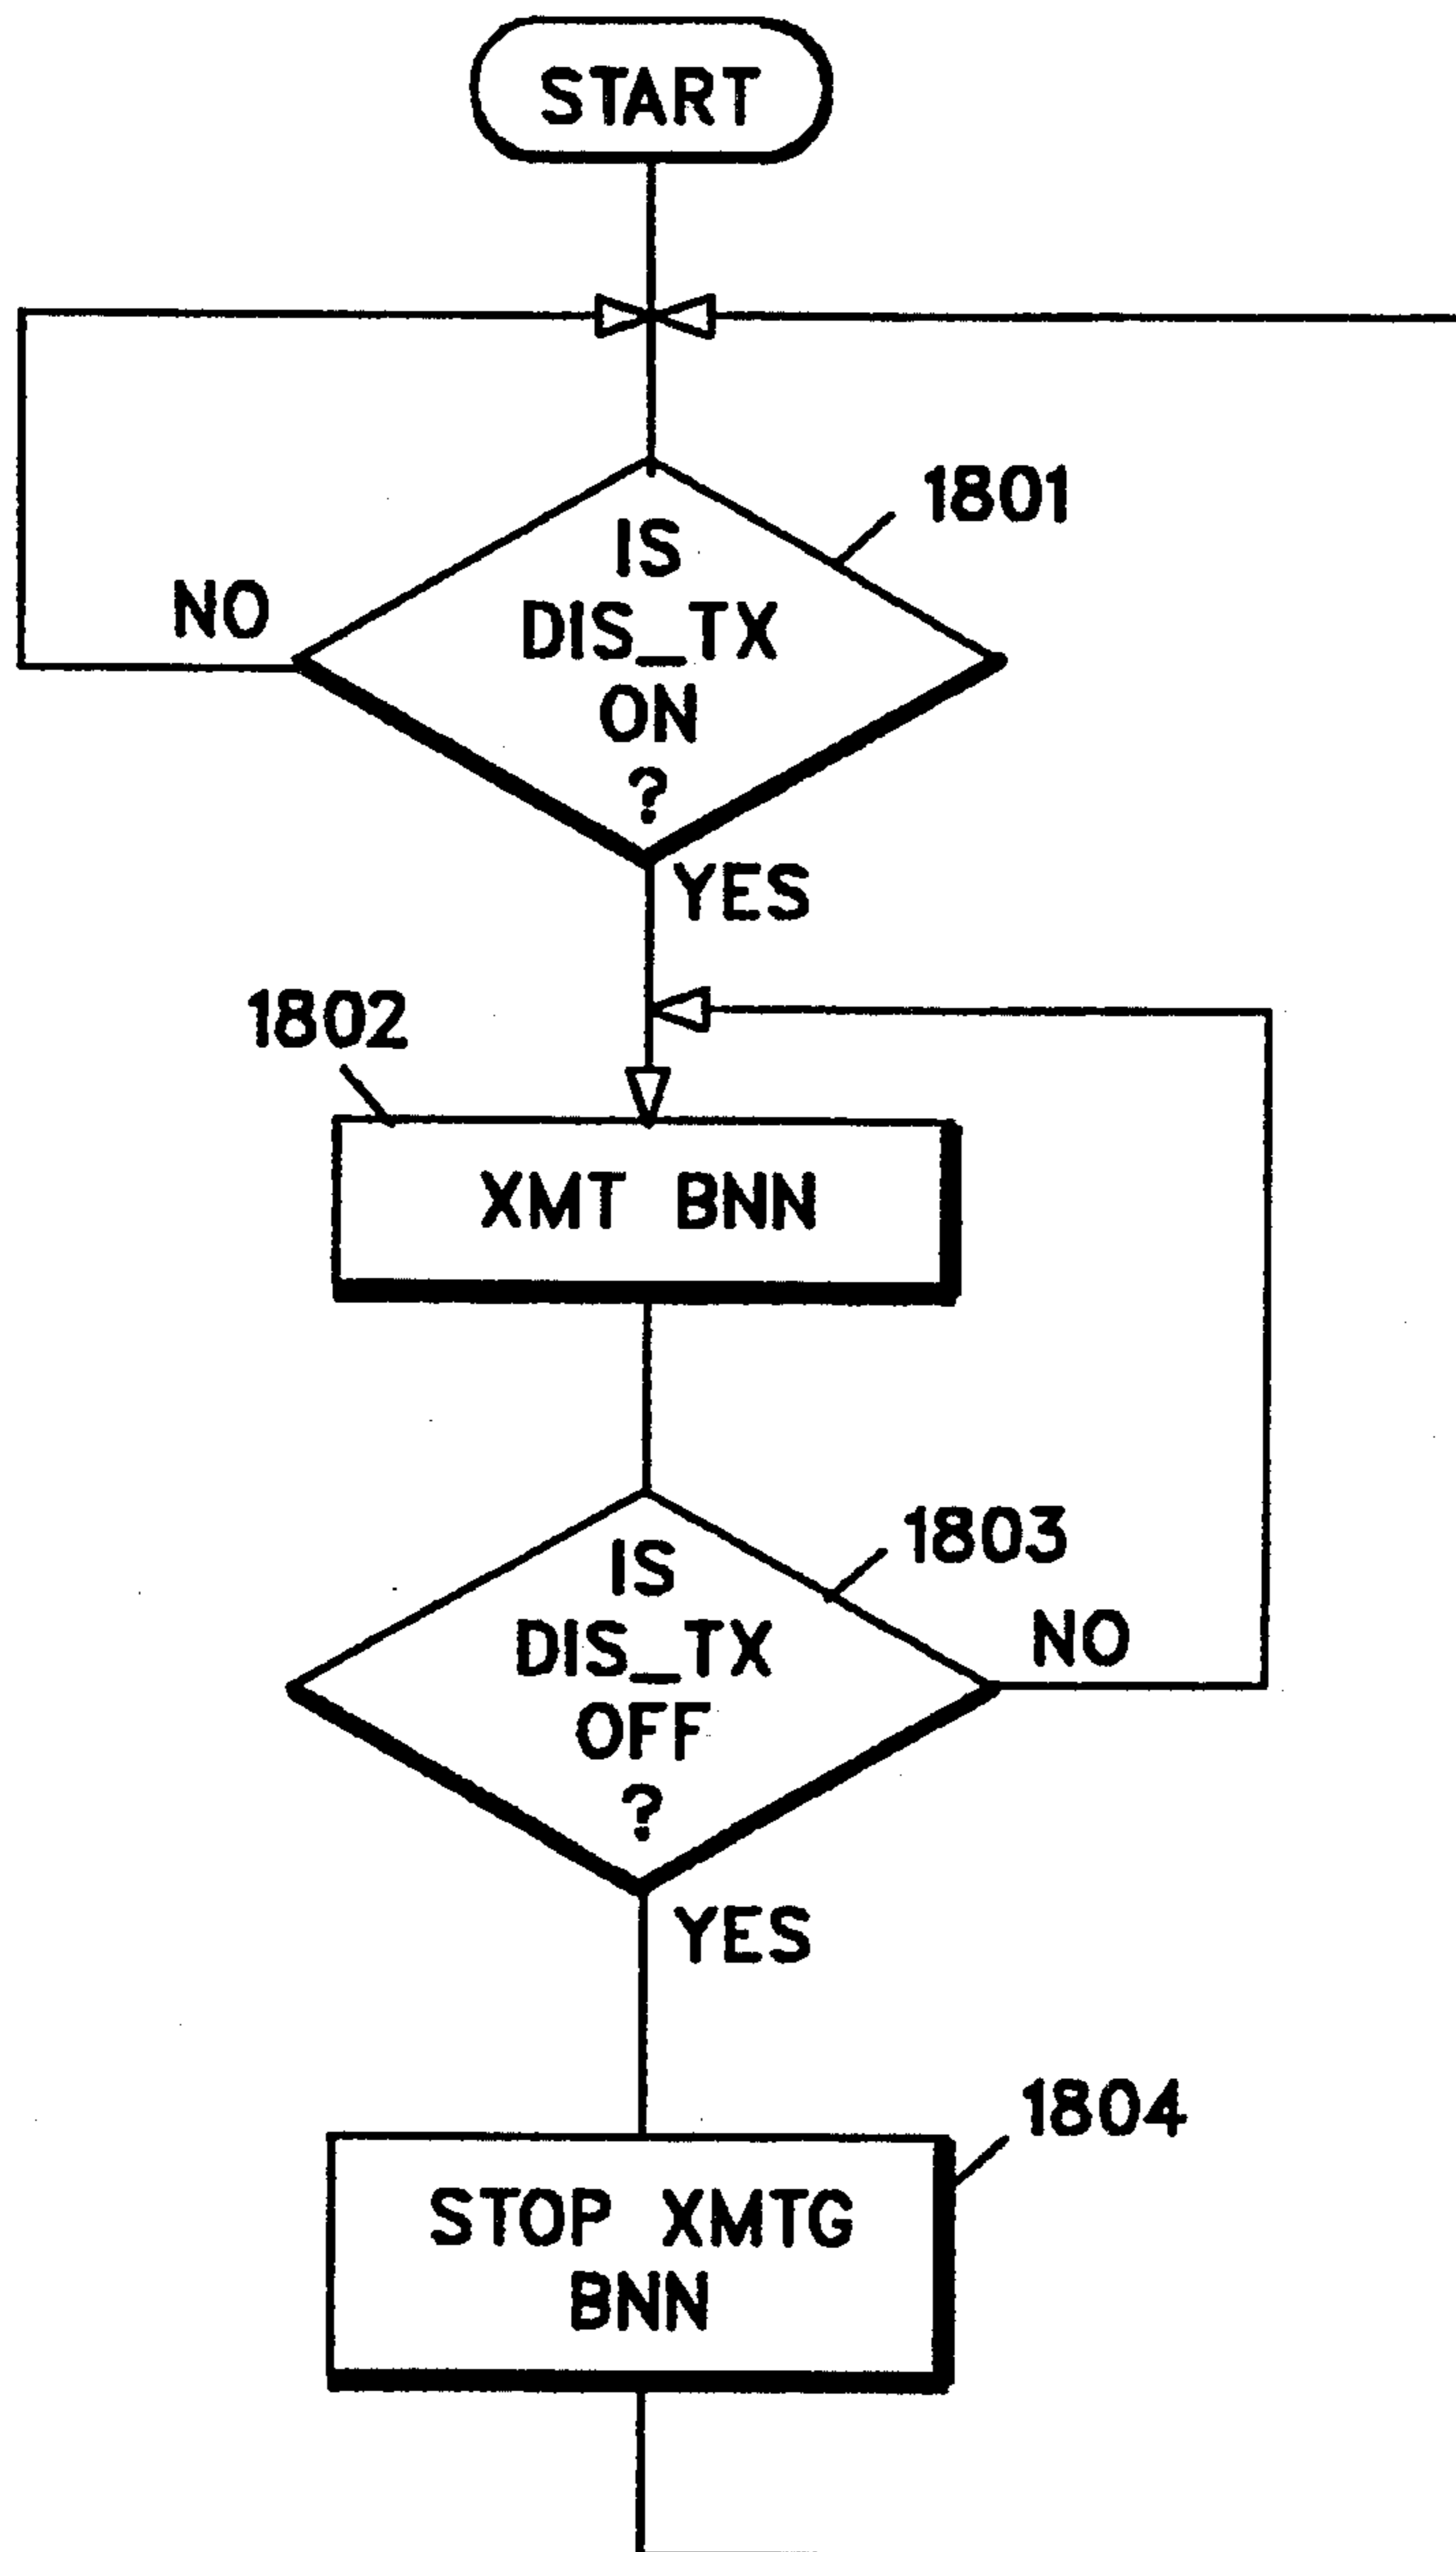 START
1801
IS
DIS_TX
ON
?
NO
YES
1802
XMT BNN
1803
IS
DIS_TX
OFF
?
NO
YES
1804
STOP XMTG
BNN